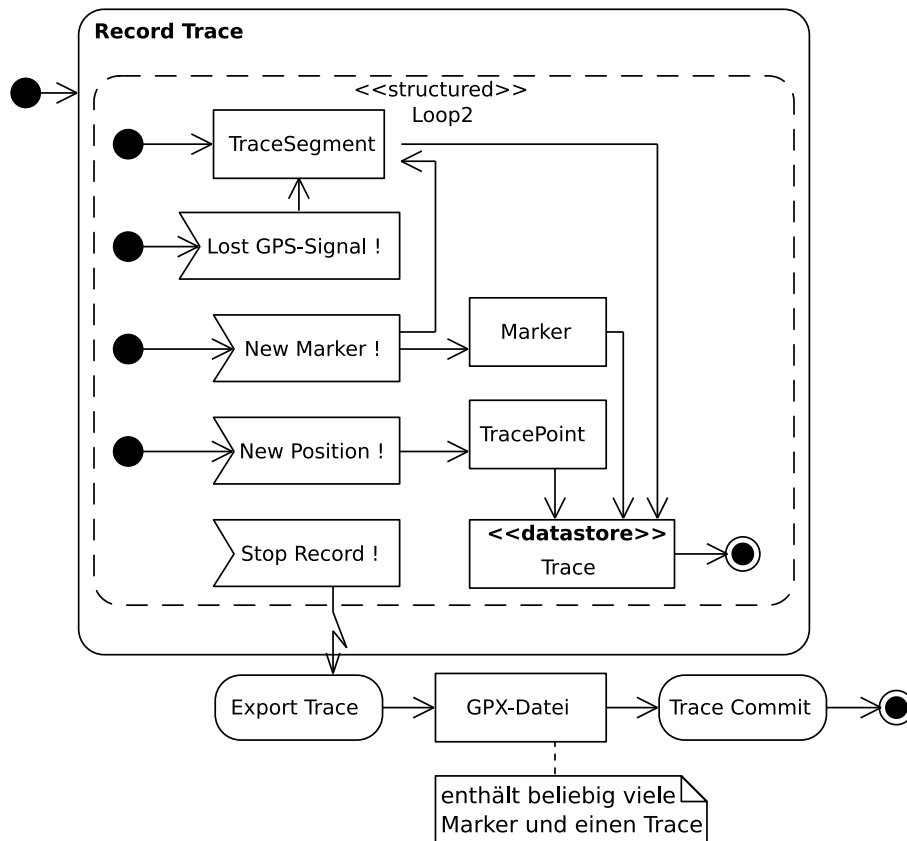 Record Trace
<<structured>>
Loop2
TraceSegment
Lost GPS-Signal !
New Marker !
Marker
New Position !
TracePoint
Stop Record !
<<datastore>>
Trace
Export Trace
GPX-Datei
Trace Commit
enthält beliebig viele
Marker und einen Trace